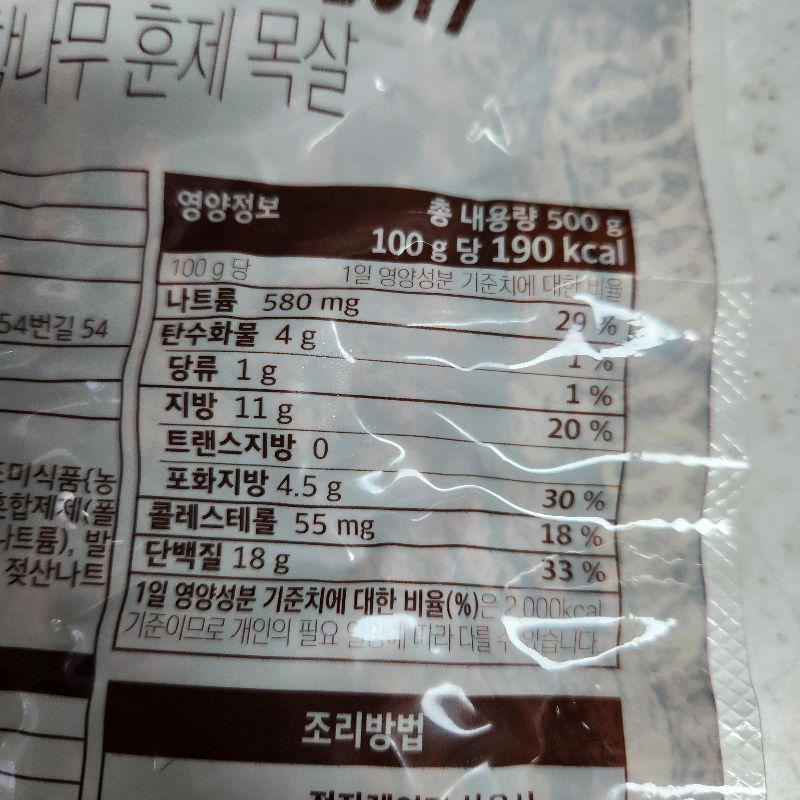 나무 훈제 목살
영양정보
총 내용량 500 g
100 g 당 190 kcal
100 g 당 1일 영양성분 기준치에 대한 비율
나트륨 580 mg 29 %
탄수화물 4 g 1 %
당류 1 g 1 %
지방 11 g 20 %
트랜스지방 0
포화지방 4.5 g 30 %
콜레스테롤 55 mg 18 %
단백질 18 g 33 %
1일 영양성분 기준치에 대한 비율(%)은 2,000kcal
기준이므로 개인의 필요 열량에 따라 다를 수 있습니다.
54번길 54
미식품{농
합제제(폴
나트륨), 발
젖산나트
조리방법